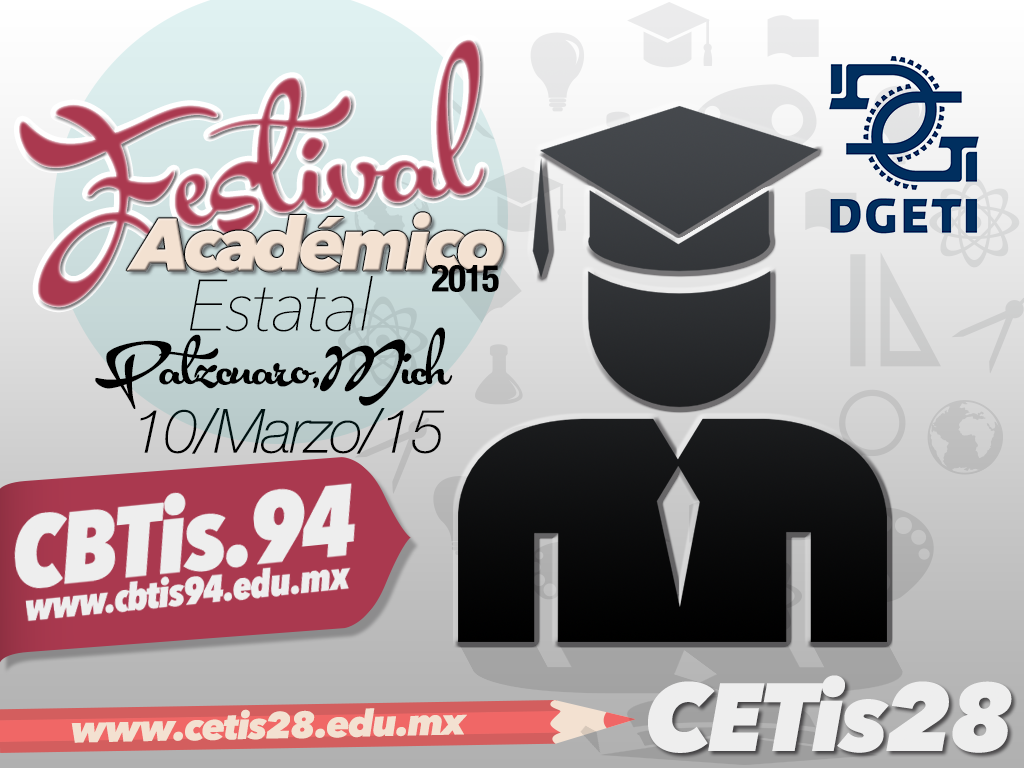 Festival
Académico
2015
Estatal
Patzcuaro, Mich
10/Marzo/15
DGETI
CBTis.94
www.cbtis94.edu.mx
www.cetis28.edu.mx
CETis28